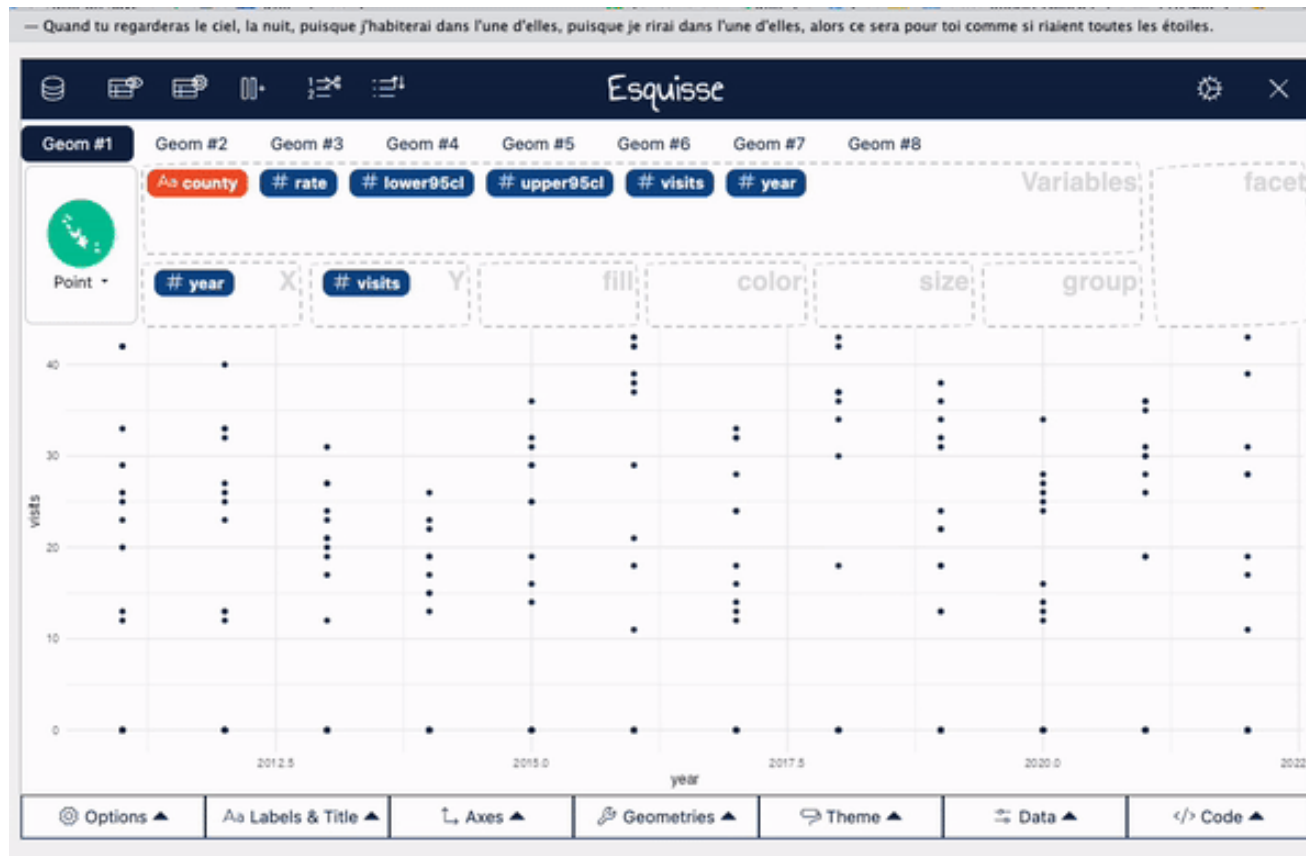 — Quand tu regarderas le ciel, la nuit, puisque j'habiterai dans l'une d'elles, puisque je rirai dans l'une d'elles, alors ce sera pour toi comme si riaient toutes les étoiles.
Esquisse
Geom #1 Geom #2 Geom #3 Geom #4 Geom #5 Geom #6 Geom #7 Geom #8
Aa county # rate # lower95cl # upper95cl # visits # year Variables facet
Point
# year X # visits Y fill color size group
40
30
visits
20
10
0
2012.5 2015.0 2017.5 2020.0 2022
year
Options Aa Labels & Title Axes Geometries Theme Data </> Code